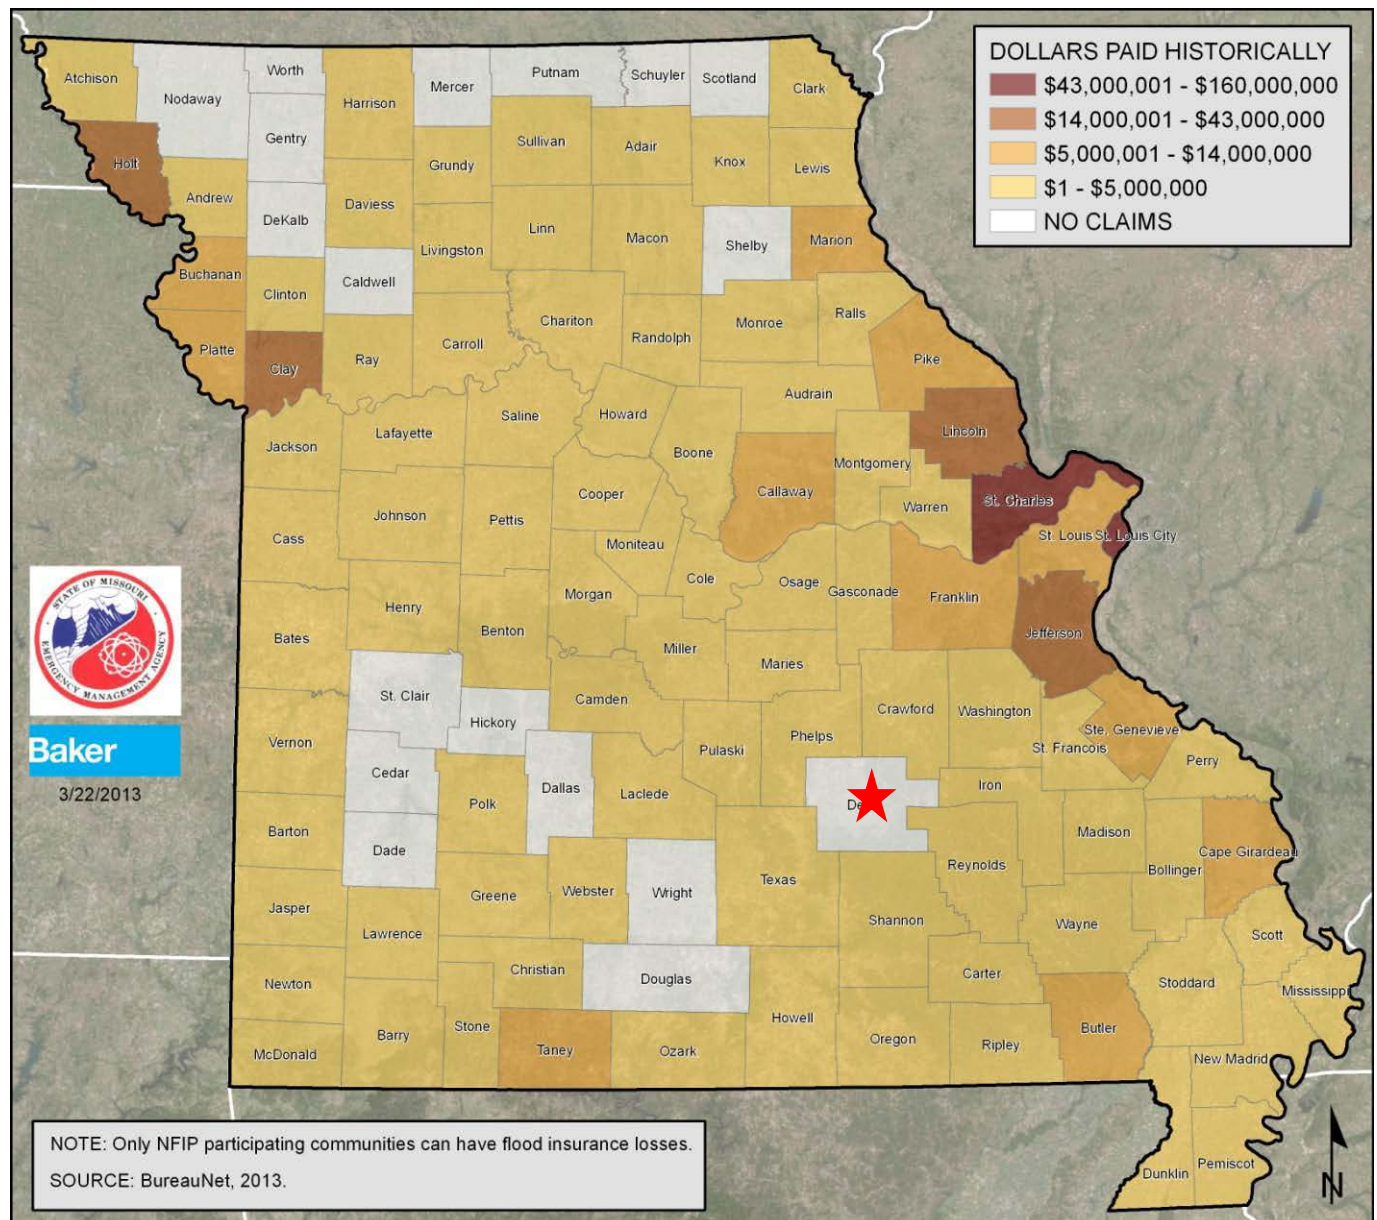 DOLLARS PAID HISTORICALLY
$43,000,001 - $160,000,000
$14,000,001 - $43,000,000
$5,000,001 - $14,000,000
$1 - $5,000,000
NO CLAIMS
Atchison
Nodaway
Worth
Harrison
Mercer
Putnam
Schuyler
Scotland
Clark
Gentry
Sullivan
Adair
Knox
Lewis
Holt
Andrew
DeKalb
Daviess
Grundy
Linn
Macon
Shelby
Marion
Livingston
Buchanan
Clinton
Caldwell
Chariton
Randolph
Monroe
Ralls
Platte
Clay
Ray
Carroll
Pike
Audrain
Jackson
Lafayette
Saline
Howard
Boone
Callaway
Montgomery
Lincoln
Warren
St. Charles
St. Louis
St. Louis City
Cass
Johnson
Pettis
Cooper
Moniteau
Cole
Osage
Gasconade
Franklin
Jefferson
Bates
Henry
Benton
Morgan
Miller
Maries
St. Clair
Hickory
Camden
Pulaski
Phelps
Crawford
Washington
St. Francois
Ste. Genevieve
Perry
Vernon
Cedar
Polk
Dallas
Laclede
Iron
Barton
Dade
Greene
Webster
Wright
Texas
Reynolds
Madison
Bollinger
Cape Girardeau
Jasper
Lawrence
Christian
Douglas
Shannon
Wayne
Scott
Newton
Barry
Stone
Taney
Ozark
Howell
Oregon
Carter
Ripley
Butler
Stoddard
Mississippi
McDonald
New Madrid
Dunklin
Pemiscot
STATE OF MISSOURI
EMERGENCY MANAGEMENT AGENCY
Baker
3/22/2013
NOTE: Only NFIP participating communities can have flood insurance losses.
SOURCE: BureauNet, 2013.
N